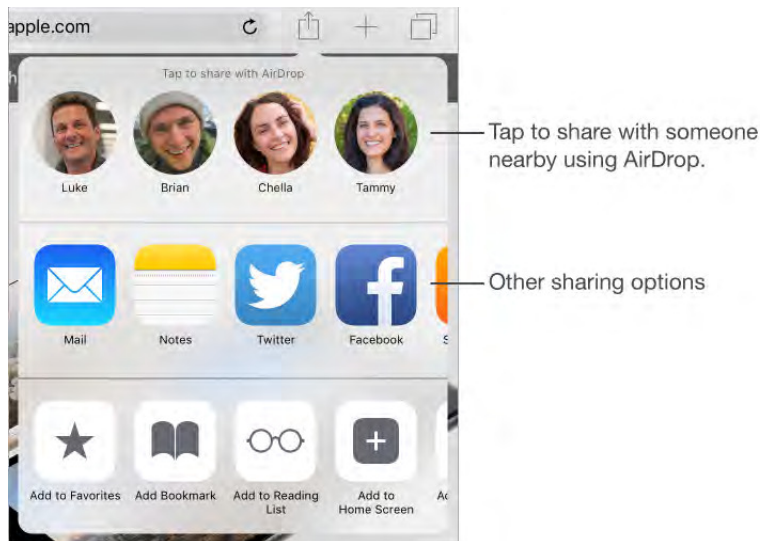 apple.com
Tap to share with AirDrop
Luke
Brian
Chella
Tammy
Tap to share with someone
nearby using AirDrop.
Mail
Notes
Twitter
Facebook
S
Other sharing options
Add to Favorites
Add Bookmark
Add to Reading
List
Add to
Home Screen